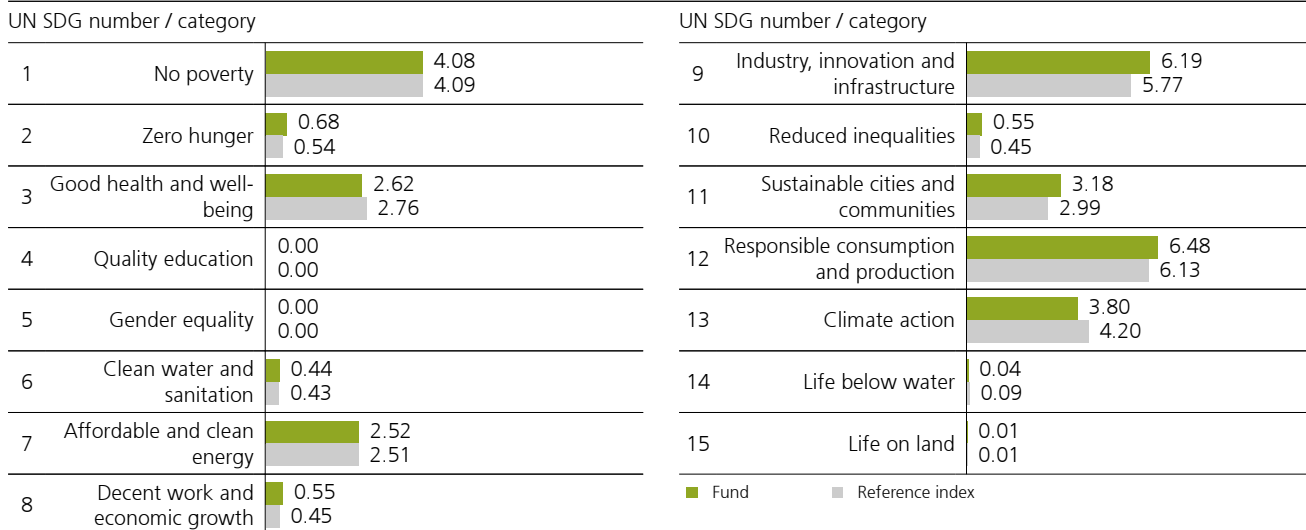 UN SDG number / category
1
No poverty
4.08
4.09
2
Zero hunger
0.68
0.54
3
Good health and well-
being
2.62
2.76
4
Quality education
0.00
0.00
5
Gender equality
0.00
0.00
6
Clean water and
sanitation
0.44
0.43
7
Affordable and clean
energy
2.52
2.51
8
Decent work and
economic growth
0.55
0.45
UN SDG number / category
9
Industry, innovation and
infrastructure
6.19
5.77
10
Reduced inequalities
0.55
0.45
11
Sustainable cities and
communities
3.18
2.99
12
Responsible consumption
and production
6.48
6.13
13
Climate action
3.80
4.20
14
Life below water
0.04
0.09
15
Life on land
0.01
0.01
Fund
Reference index